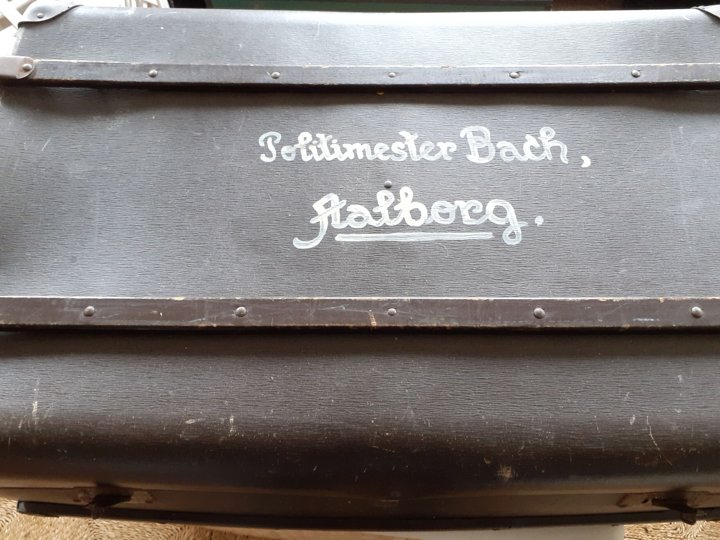 Politimester Bach,
Aalborg.